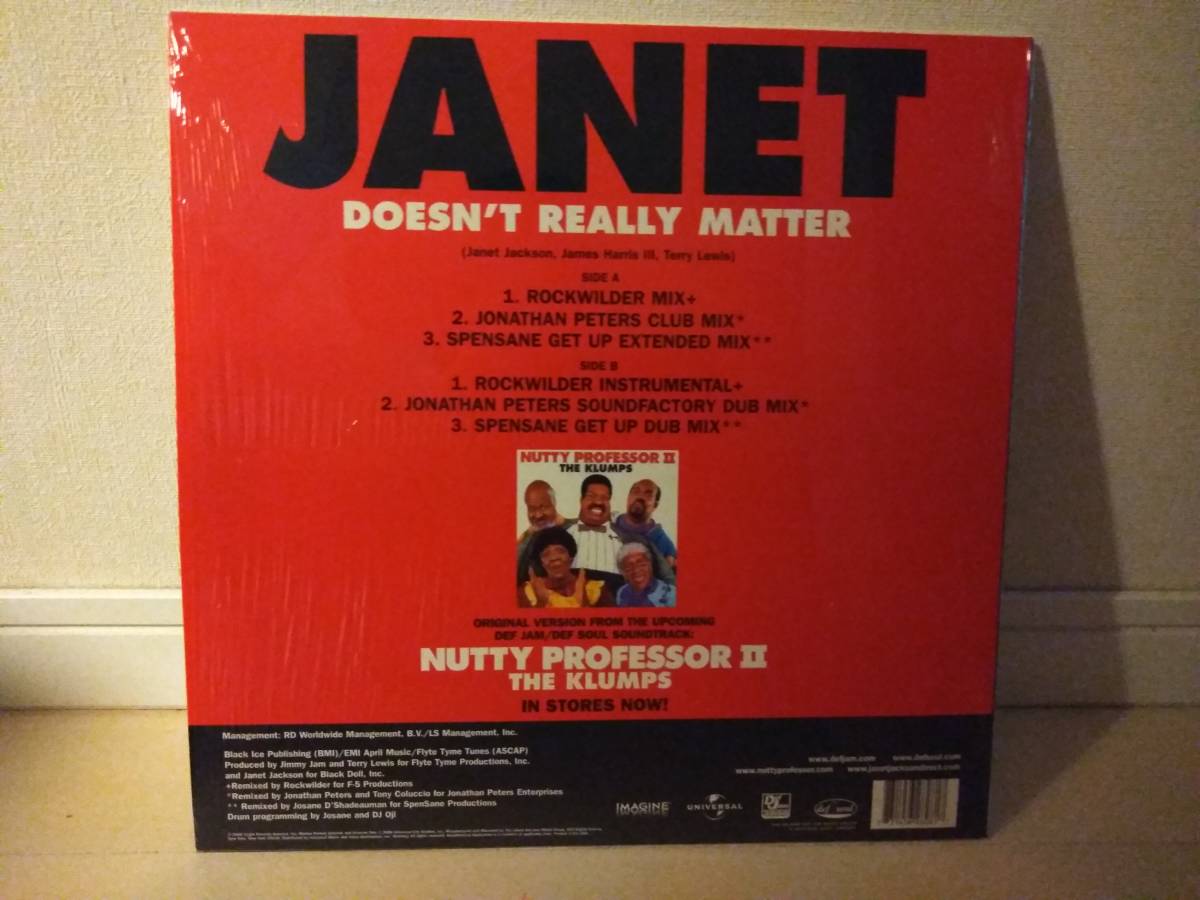 JANET
DOESN'T REALLY MATTER
(Janet Jackson, James Harris III, Terry Lewis)
SIDE A
1. ROCKWILDER MIX+
2. JONATHAN PETERS CLUB MIX*
3. SPENSANE GET UP EXTENDED MIX**
SIDE B
1. ROCKWILDER INSTRUMENTAL+
2. JONATHAN PETERS SOUNDFACTORY DUB MIX*
3. SPENSANE GET UP DUB MIX**
NUTTY PROFESSOR II
THE KLUMPS
ORIGINAL VERSION FROM THE UPCOMING
DEF JAM/DEF SOUL SOUNDTRACK:
NUTTY PROFESSOR II
THE KLUMPS
IN STORES NOW!
Management: RD Worldwide Management, B.V./LS Management, Inc.
Black Ice Publishing (BMI)/EMI April Music/Flyte Tyme Tunes (ASCAP)
Produced by Jimmy Jam and Terry Lewis for Flyte Tyme Productions, Inc.
and Janet Jackson for Black Doll, Inc.
+Remixed by Rockwilder for F-5 Productions
*Remixed by Jonathan Peters and Tony Coluccio for Jonathan Peters Enterprises
** Remixed by Josane D'Shadeauman for SpenSane Productions
Drum programming by Josane and DJ Oji
www.defjam.com www.defsoul.com
www.nuttyprofessor.com www.janetjacksondirect.com
IMAGINE
UNIVERSAL
Def Jam
def soul